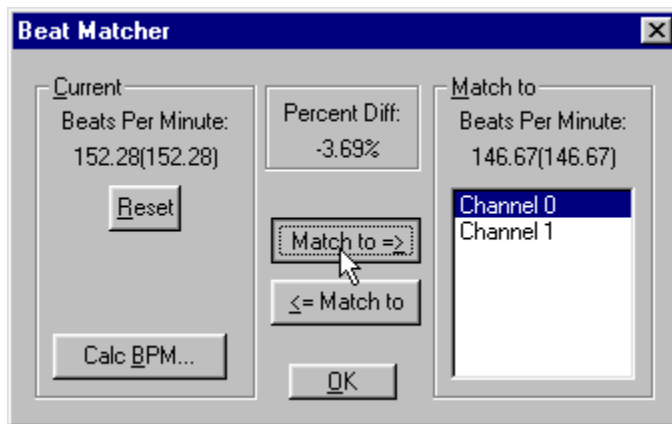 Beat Matcher
Current
Beats Per Minute:
152.28(152.28)
Reset
Calc BPM...
Percent Diff:
-3.69%
Match to =>
<= Match to
OK
Match to
Beats Per Minute:
146.67(146.67)
Channel 0
Channel 1